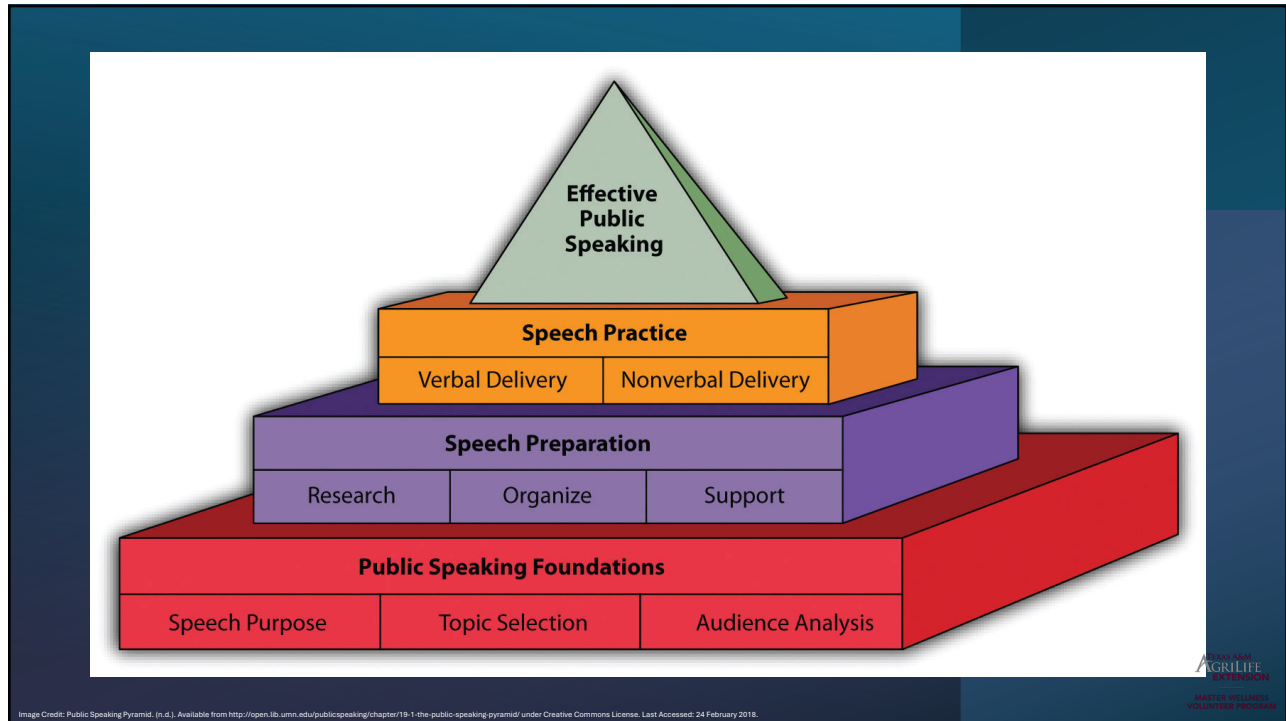 Effective
Public
Speaking
Speech Practice
Verbal Delivery Nonverbal Delivery
Speech Preparation
Research Organize Support
Public Speaking Foundations
Speech Purpose Topic Selection Audience Analysis
TEXAS A&M
AGRILIFE
EXTENSION
MASTER WELLNESS
VOLUNTEER PROGRAM
Image Credit: Public Speaking Pyramid. (n.d.). Available from http://open.lib.umn.edu/publicspeaking/chapter/19-1-the-public-speaking-pyramid/ under Creative Commons License. Last Accessed: 24 February 2018.